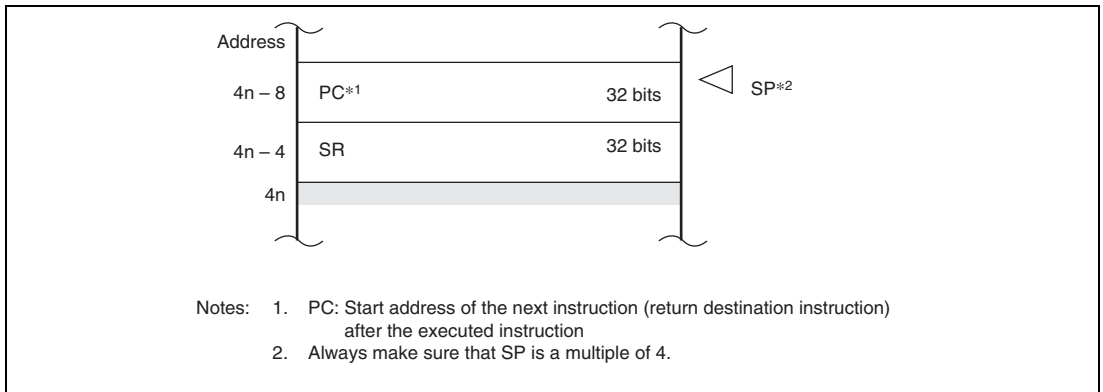 Address
4n – 8 PC*1 32 bits SP*2
4n – 4 SR 32 bits
4n
Notes: 1. PC: Start address of the next instruction (return destination instruction)
after the executed instruction
2. Always make sure that SP is a multiple of 4.